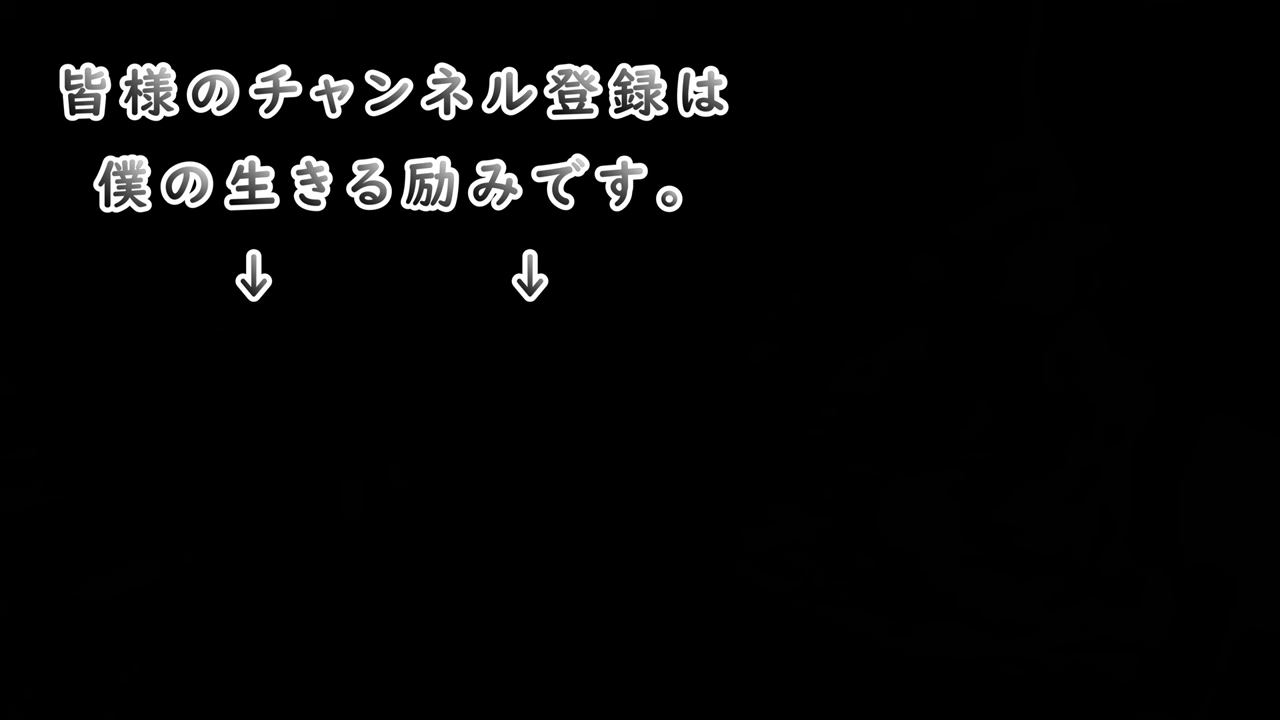 皆様のチャンネル登録は
僕の生きる励みです。
↓ ↓